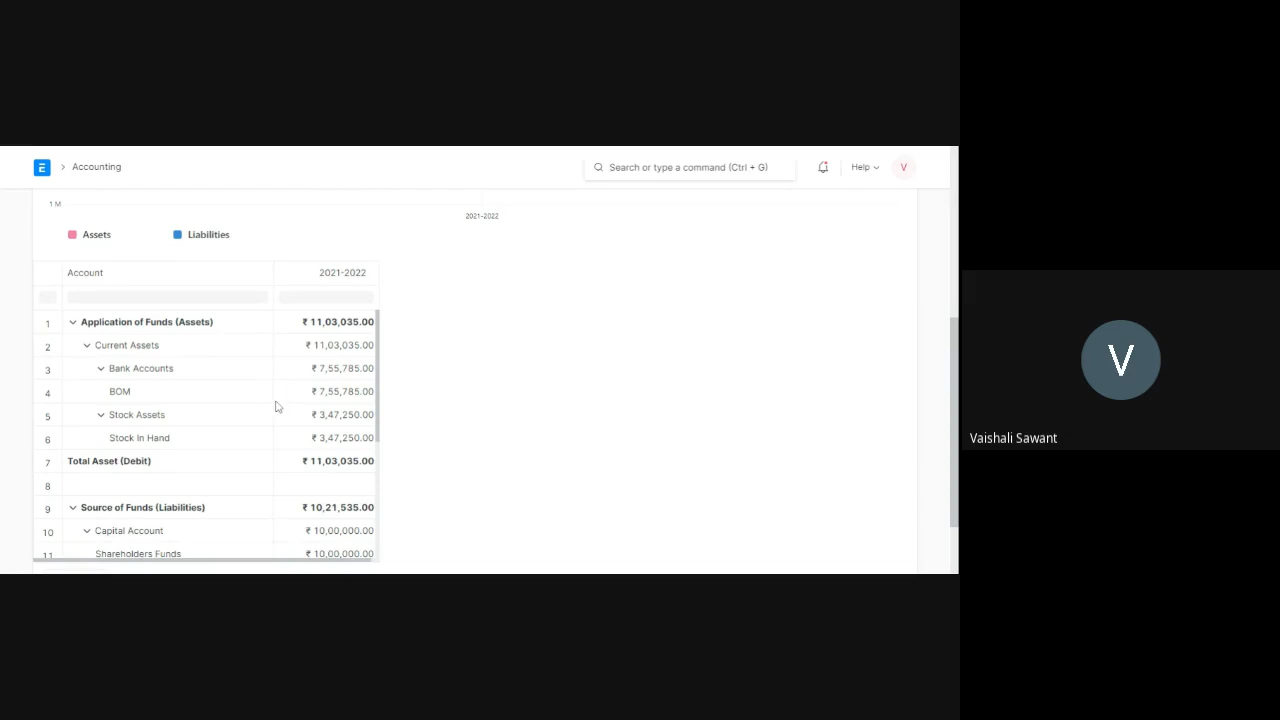 E > Accounting
Search or type a command (Ctrl + G)
Help
V
1 M
2021-2022
Assets
Liabilities
Account 2021-2022
1 Application of Funds (Assets) ₹ 11,03,035.00
2 Current Assets ₹ 11,03,035.00
3 Bank Accounts ₹ 7,55,785.00
4 BOM ₹ 7,55,785.00
5 Stock Assets ₹ 3,47,250.00
6 Stock In Hand ₹ 3,47,250.00
7 Total Asset (Debit) ₹ 11,03,035.00
8
9 Source of Funds (Liabilities) ₹ 10,21,535.00
10 Capital Account ₹ 10,00,000.00
11 Shareholders Funds ₹ 10,00,000.00
V
Vaishali Sawant